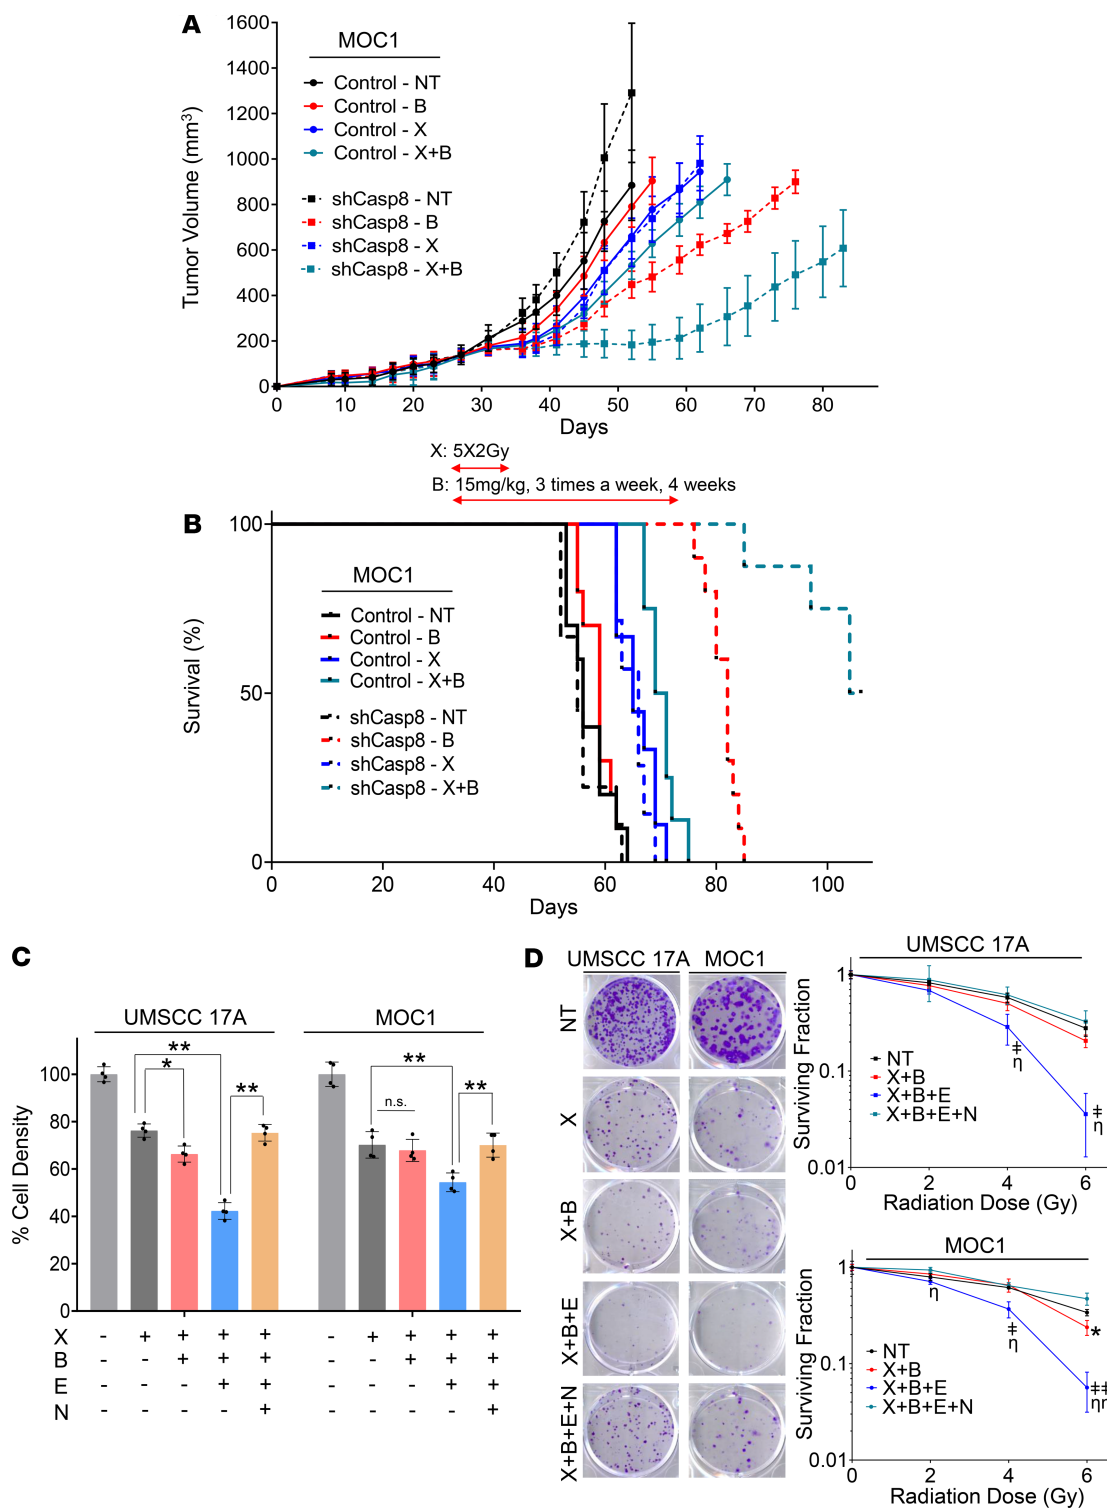 A
MOC1
Control - NT
Control - B
Control - X
Control - X+B
shCasp8 - NT
shCasp8 - B
shCasp8 - X
shCasp8 - X+B
Tumor Volume (mm³)
1600
1400
1200
1000
800
600
400
200
0
0 10 20 30 40 50 60 70 80
Days
X: 5X2Gy
B: 15mg/kg, 3 times a week, 4 weeks
B
MOC1
Control - NT
Control - B
Control - X
Control - X+B
shCasp8 - NT
shCasp8 - B
shCasp8 - X
shCasp8 - X+B
Survival (%)
100
50
0
0 20 40 60 80 100
Days
C
UMSCC 17A MOC1
** * ** n.s. ** **
% Cell Density
100
80
60
40
20
0
X - + + + + - + + + +
B - - + + + - - + + +
E - - - + + - - - + +
N - - - - + - - - - +
D
UMSCC 17A MOC1
NT
X
X+B
X+B+E
X+B+E+N
UMSCC 17A
Surviving Fraction
1
0.1
0.01
NT
X+B
X+B+E
X+B+E+N
ǂ
η
ǂ
η
0 2 4 6
Radiation Dose (Gy)
MOC1
Surviving Fraction
1
0.1
0.01
NT
X+B
X+B+E
X+B+E+N
η
ǂ
η
*
ǂǂ
0 2 4 6
Radiation Dose (Gy)